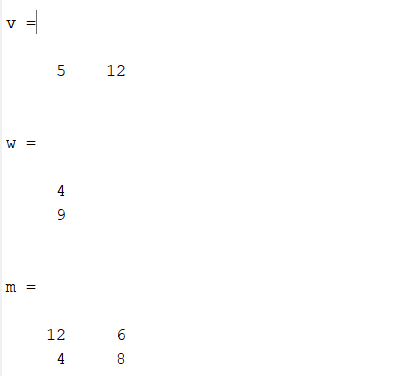 v =
5 12
w =
4
9
m =
12 6
4 8